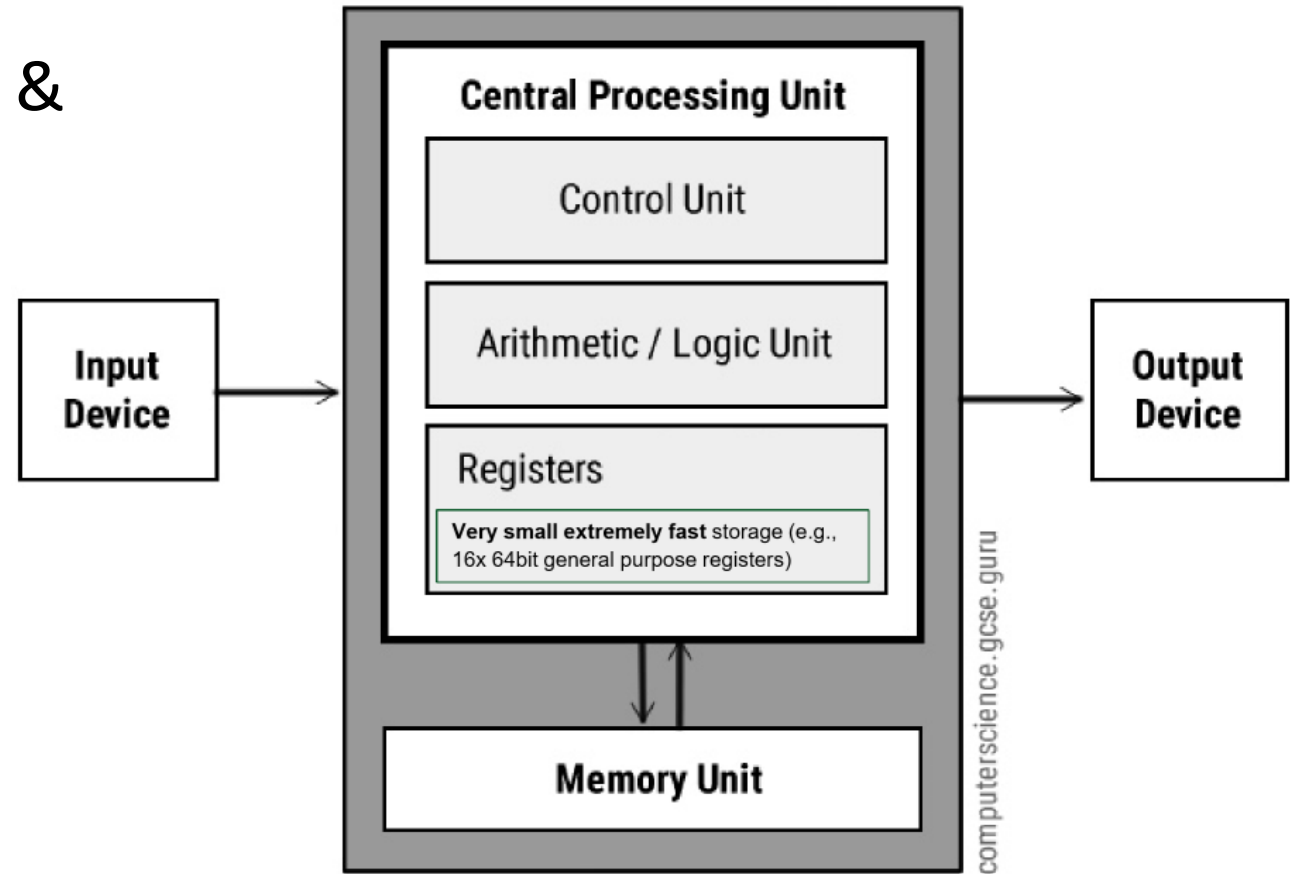 &
Central Processing Unit
Control Unit
Arithmetic / Logic Unit
Registers
Very small extremely fast storage (e.g.,
16x 64bit general purpose registers)
Input
Device
Output
Device
Memory Unit
computerscience.gcse.guru